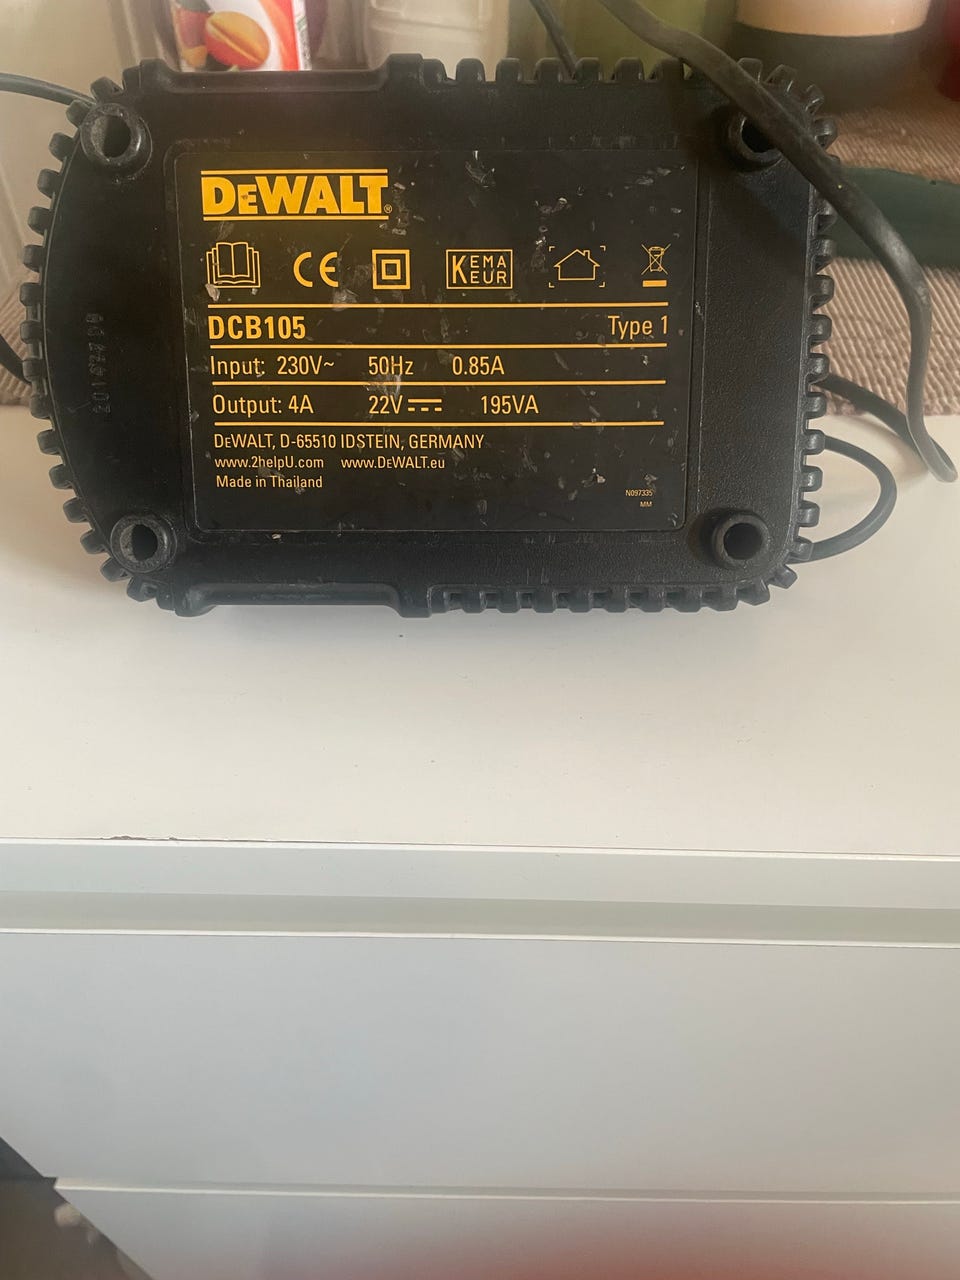 DEWALT®
CE KEMA KEUR
DCB105 Type 1
Input: 230V~ 50Hz 0.85A
Output: 4A 22V 195VA
DEWALT, D-65510 IDSTEIN, GERMANY
www.2helpU.com www.DEWALT.eu
Made in Thailand
N097335
MM